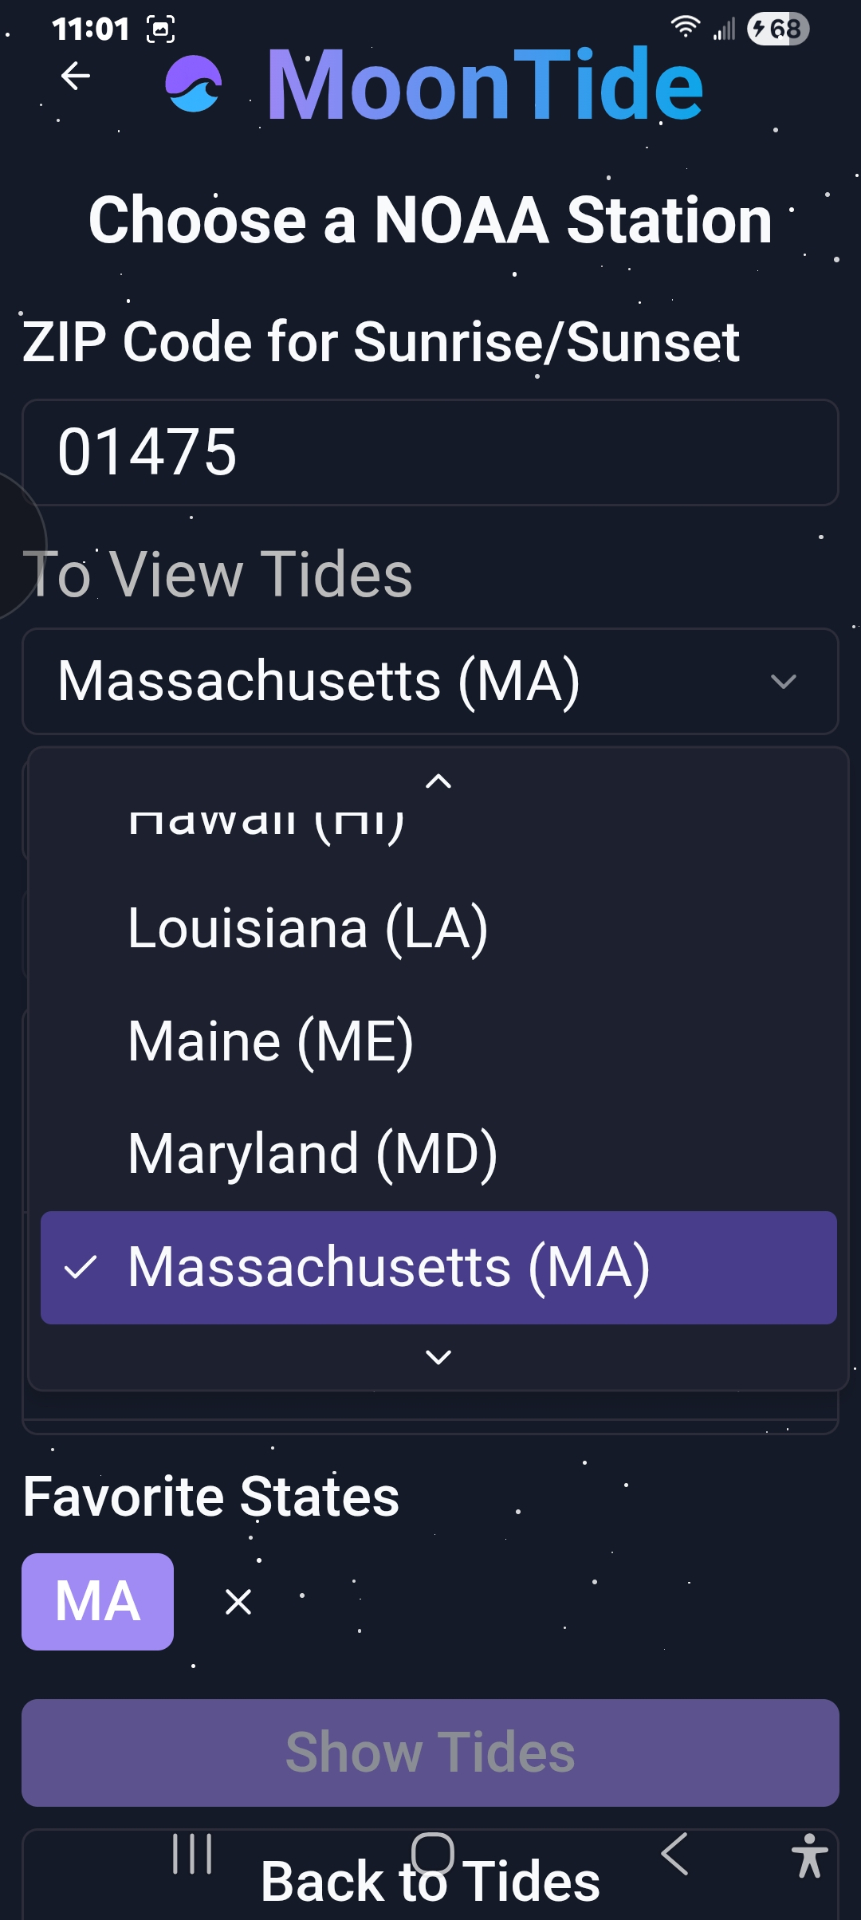 11:01
68
MoonTide
Choose a NOAA Station
ZIP Code for Sunrise/Sunset
01475
To View Tides
Massachusetts (MA)
Hawaii (HI)
Louisiana (LA)
Maine (ME)
Maryland (MD)
Massachusetts (MA)
Favorite States
MA
Show Tides
Back to Tides